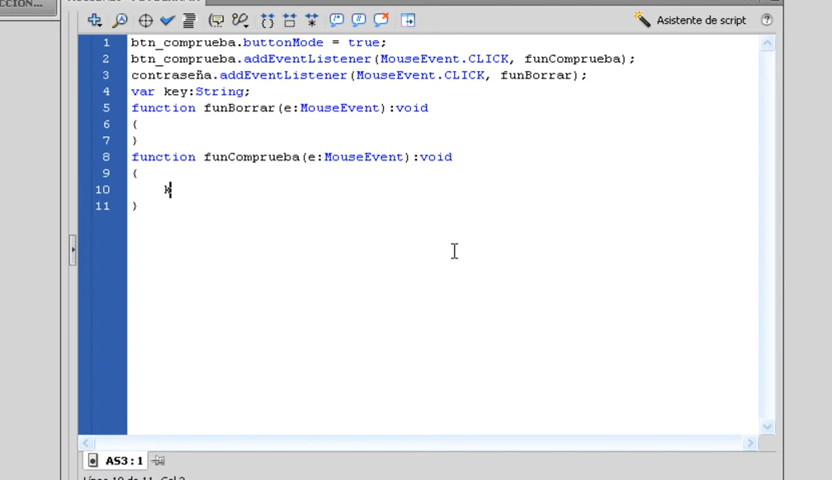 CCION...
Asistente de script
1 btn_comprueba.buttonMode = true;
2 btn_comprueba.addEventListener(MouseEvent.CLICK, funComprueba);
3 contraseña.addEventListener(MouseEvent.CLICK, funBorrar);
4 var key:String;
5 function funBorrar(e:MouseEvent):void
6 {
7 }
8 function funComprueba(e:MouseEvent):void
9 {
10 k
11 }
AS3:1